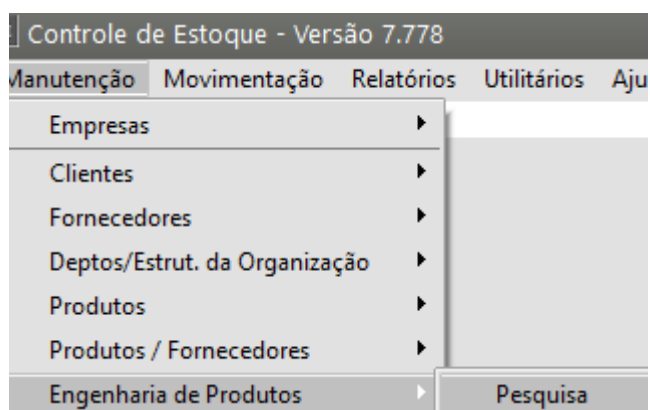 Controle de Estoque - Versão 7.778
Manutenção Movimentação Relatórios Utilitários Aju
Empresas
Clientes
Fornecedores
Deptos/Estrut. da Organização
Produtos
Produtos / Fornecedores
Engenharia de Produtos Pesquisa